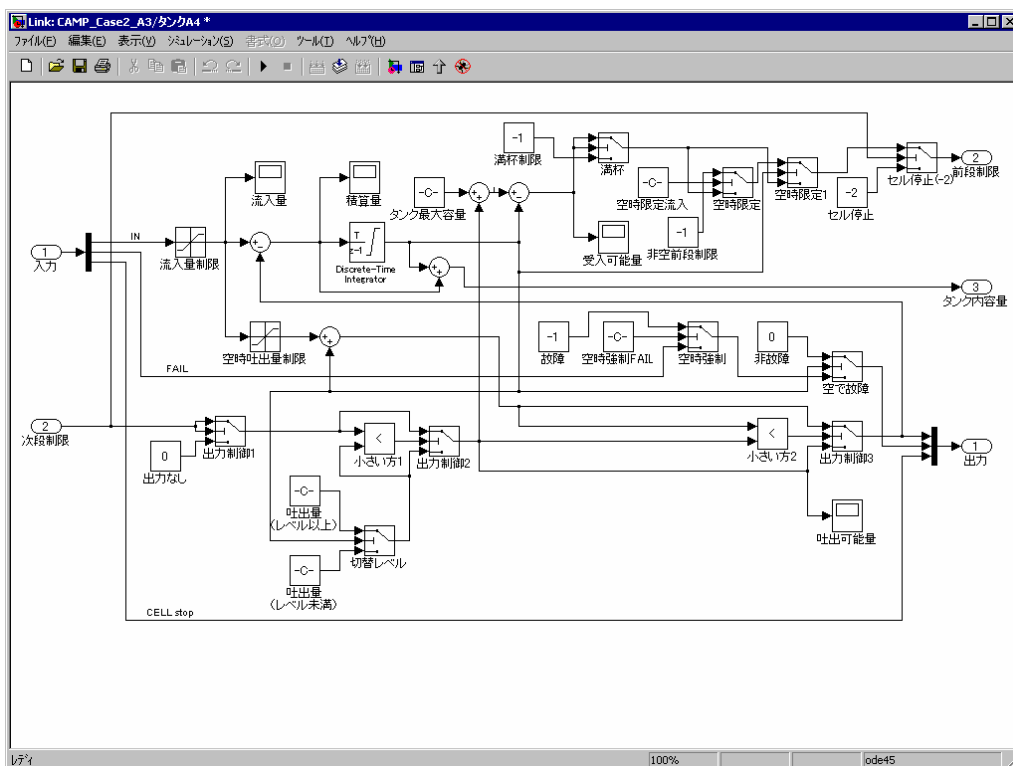 Link: CAMP_Case2_A3/タンクA4 *
ファイル(F) 編集(E) 表示(V) シミュレーション(S) 書式(O) ツール(T) ヘルプ(H)
-1
満杯制限
満杯
流入量
積算量
-C-
タンク最大容量
-C-
空時限定流入
空時限定
空時限定1
セル停止(-2)
2
前段制限
-2
セル停止
-1
非空前段制限
受入可能量
1
入力
IN
流入量制限
T
z-1
Discrete-Time
Integrator
3
タンク内容量
空時吐出量制限
-1
故障
-C-
空時強制FAIL
空時強制
0
非故障
空で故障
FAIL
2
次段制限
出力制御1
0
出力なし
<
小さい方1
出力制御2
<
小さい方2
出力制御3
1
出力
-C-
吐出量
(レベル以上)
切替レベル
吐出可能量
-C-
吐出量
(レベル未満)
CELL stop
レディ
100%
ode45